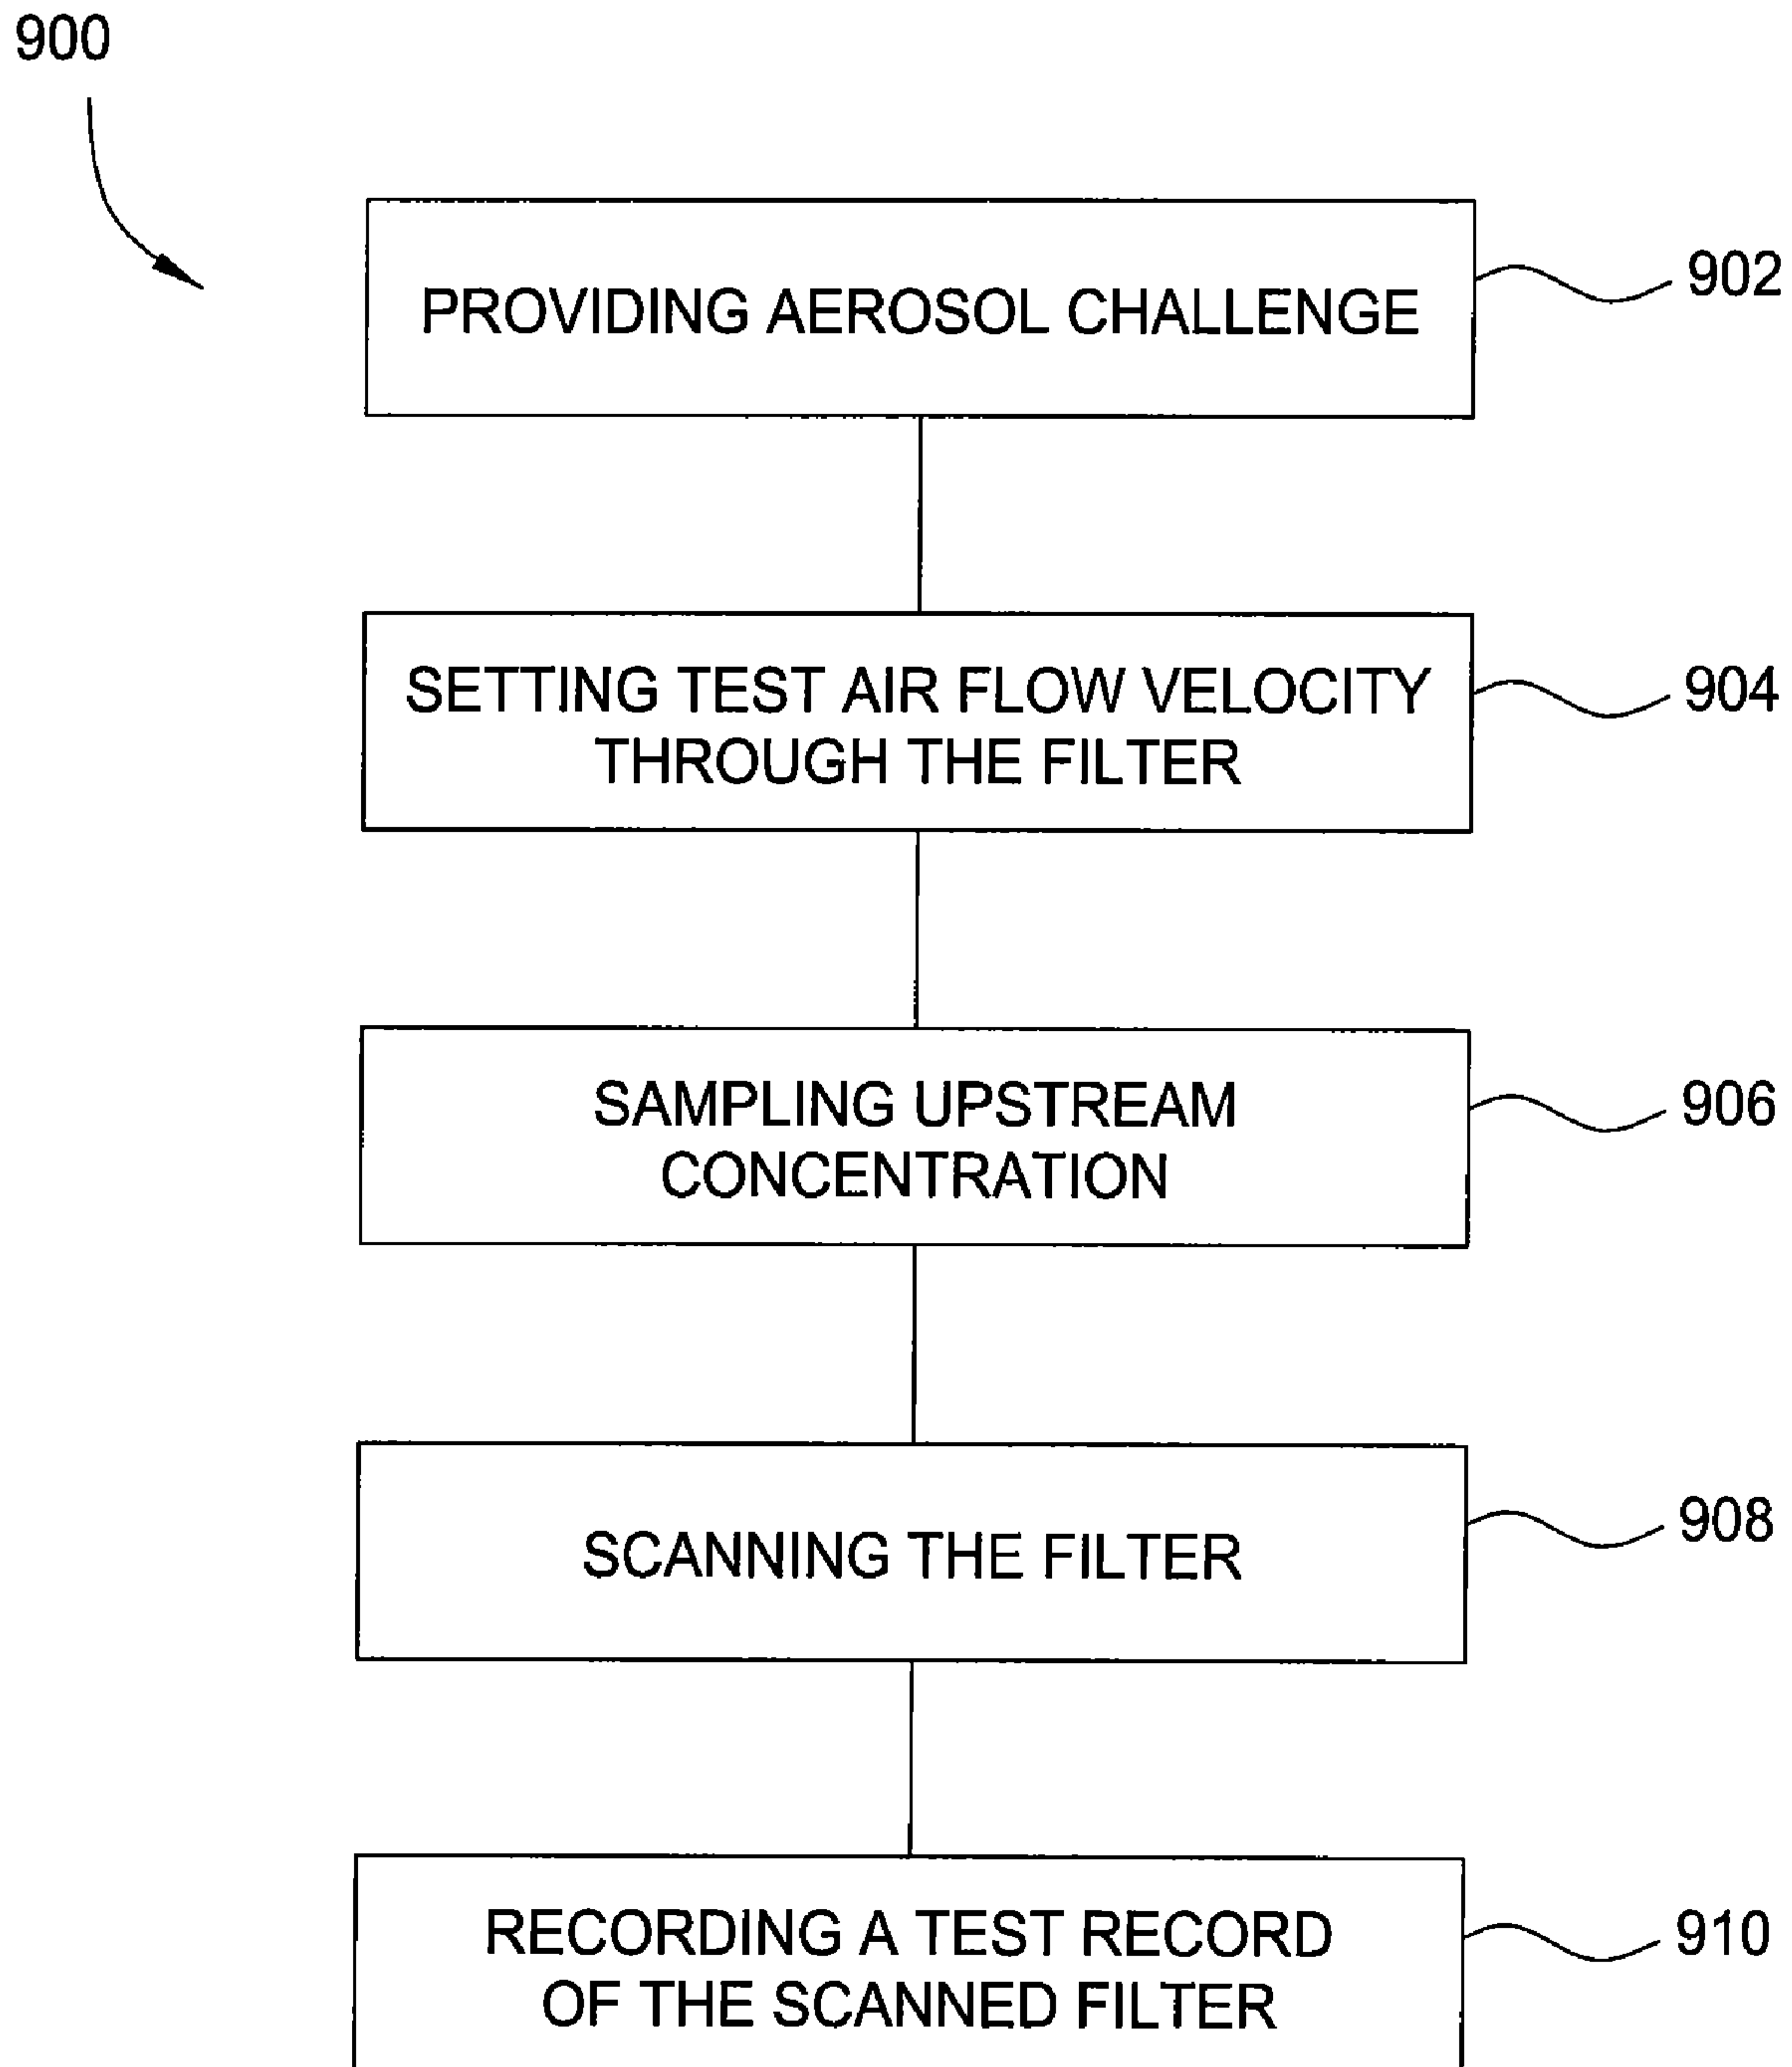 900
PROVIDING AEROSOL CHALLENGE
902
SETTING TEST AIR FLOW VELOCITY
THROUGH THE FILTER
904
SAMPLING UPSTREAM
CONCENTRATION
906
SCANNING THE FILTER
908
RECORDING A TEST RECORD
OF THE SCANNED FILTER
910